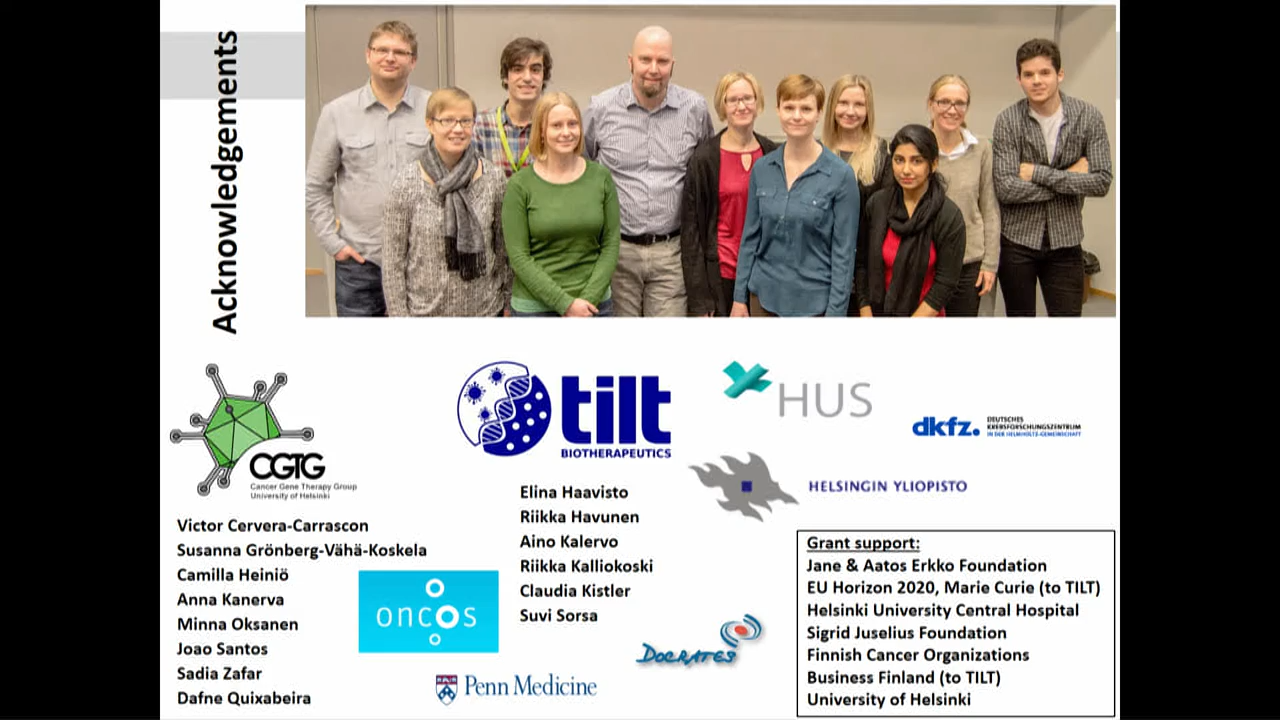 Acknowledgements
CGTG
Cancer Gene Therapy Group
University of Helsinki
Victor Cervera-Carrascon
Susanna Grönberg-Vähä-Koskela
Camilla Heiniö
Anna Kanerva
Minna Oksanen
Joao Santos
Sadia Zafar
Dafne Quixabeira
tilt
BIOTHERAPEUTICS
Elina Haavisto
Riikka Havunen
Aino Kalervo
Riikka Kalliokoski
Claudia Kistler
Suvi Sorsa
oncos
Penn Medicine
DOCRATES
HUS
dkfz.
DEUTSCHES
KREBSFORSCHUNGSZENTRUM
IN DER HELMHOLTZ-GEMEINSCHAFT
HELSINGIN YLIOPISTO
Grant support:
Jane & Aatos Erkko Foundation
EU Horizon 2020, Marie Curie (to TILT)
Helsinki University Central Hospital
Sigrid Juselius Foundation
Finnish Cancer Organizations
Business Finland (to TILT)
University of Helsinki